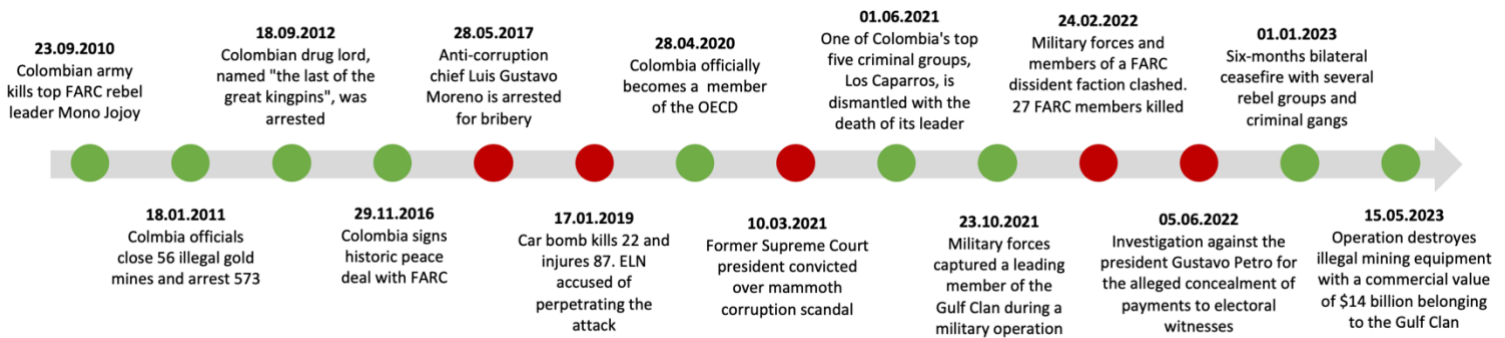 23.09.2010
Colombian army
kills top FARC rebel
leader Mono Jojoy
18.01.2011
Colmbia officials
close 56 illegal gold
mines and arrest 573
18.09.2012
Colombian drug lord,
named "the last of the
great kingpins", was
arrested
29.11.2016
Colombia signs
historic peace
deal with FARC
28.05.2017
Anti-corruption
chief Luis Gustavo
Moreno is arrested
for bribery
17.01.2019
Car bomb kills 22 and
injures 87. ELN
accused of
perpetrating the
attack
28.04.2020
Colombia officially
becomes a member
of the OECD
10.03.2021
Former Supreme Court
president convicted
over mammoth
corruption scandal
01.06.2021
One of Colombia's top
five criminal groups,
Los Caparros, is
dismantled with the
death of its leader
23.10.2021
Military forces
captured a leading
member of the
Gulf Clan during a
military operation
24.02.2022
Military forces and
members of a FARC
dissident faction clashed.
27 FARC members killed
05.06.2022
Investigation against the
president Gustavo Petro for
the alleged concealment of
payments to electoral
witnesses
01.01.2023
Six-months bilateral
ceasefire with several
rebel groups and
criminal gangs
15.05.2023
Operation destroyes
illegal mining equipment
with a commercial value
of $14 billion belonging
to the Gulf Clan